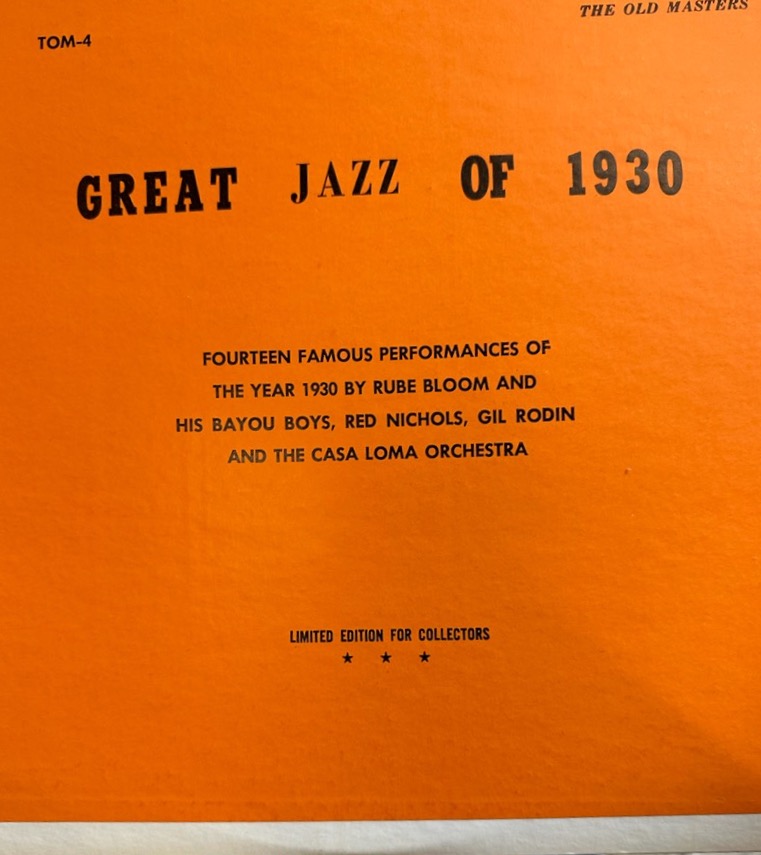 THE OLD MASTERS
TOM-4
GREAT JAZZ OF 1930
FOURTEEN FAMOUS PERFORMANCES OF
THE YEAR 1930 BY RUBE BLOOM AND
HIS BAYOU BOYS, RED NICHOLS, GIL RODIN
AND THE CASA LOMA ORCHESTRA
LIMITED EDITION FOR COLLECTORS
★ ★ ★